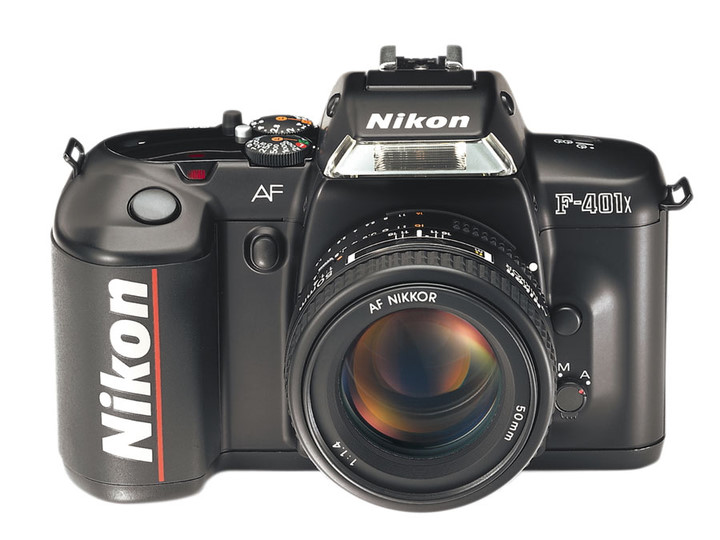 Nikon
AF
F-401x
AF NIKKOR
50mm
1:1.4
M A
Nikon